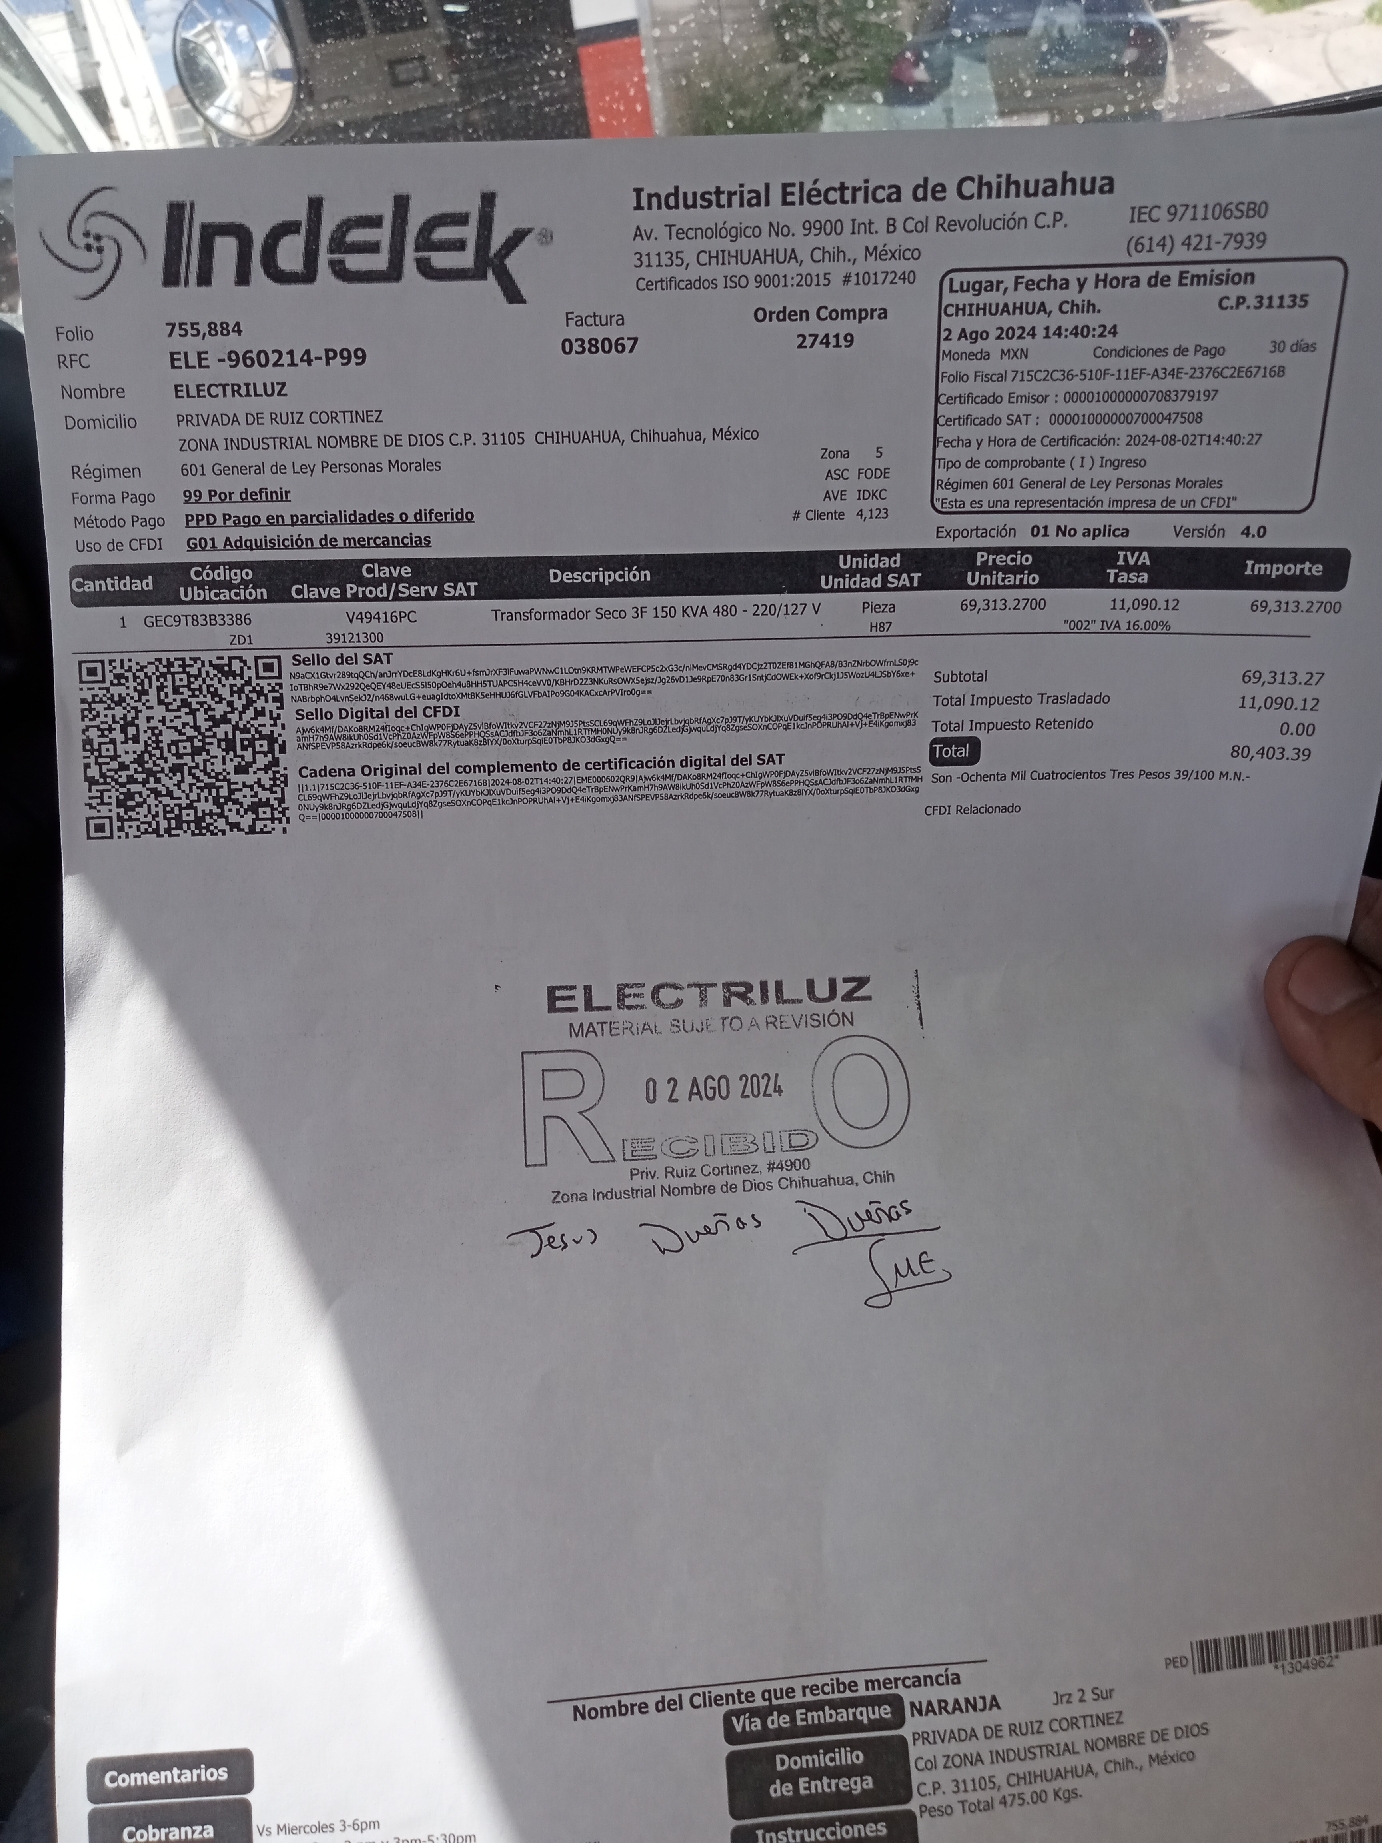 Indelek®
Industrial Eléctrica de Chihuahua
Av. Tecnológico No. 9900 Int. B Col Revolución C.P.
31135, CHIHUAHUA, Chih., México
Certificados ISO 9001:2015 #1017240
IEC 971106SB0
(614) 421-7939
Folio 755,884
Factura
038067
Orden Compra
27419
RFC ELE -960214-P99
Nombre ELECTRILUZ
Domicilio PRIVADA DE RUIZ CORTINEZ
ZONA INDUSTRIAL NOMBRE DE DIOS C.P. 31105 CHIHUAHUA, Chihuahua, México
Régimen 601 General de Ley Personas Morales
Forma Pago 99 Por definir
Método Pago PPD Pago en parcialidades o diferido
Uso de CFDI G01 Adquisición de mercancias
Zona 5
ASC FODE
AVE IDKC
# Cliente 4,123
Lugar, Fecha y Hora de Emision
CHIHUAHUA, Chih. C.P.31135
2 Ago 2024 14:40:24
Moneda MXN Condiciones de Pago 30 días
Folio Fiscal 715C2C36-510F-11EF-A34E-2376C2E6716B
Certificado Emisor : 00001000000708379197
Certificado SAT : 00001000000700047508
Fecha y Hora de Certificación: 2024-08-02T14:40:27
Tipo de comprobante ( I ) Ingreso
Régimen 601 General de Ley Personas Morales
"Esta es una representación impresa de un CFDI"
Exportación 01 No aplica Versión 4.0
Cantidad Código Ubicación Clave Clave Prod/Serv SAT Descripción Unidad Unidad SAT Precio Unitario IVA Tasa Importe
1 GEC9T83B3386 V49416PC Transformador Seco 3F 150 KVA 480 - 220/127 V Pieza 69,313.2700 11,090.12 69,313.2700
ZD1 39121300 H87 "002" IVA 16.00%
Sello del SAT
Sello Digital del CFDI
Cadena Original del complemento de certificación digital del SAT
Subtotal 69,313.27
Total Impuesto Trasladado 11,090.12
Total Impuesto Retenido 0.00
Total 80,403.39
Son -Ochenta Mil Cuatrocientos Tres Pesos 39/100 M.N.-
CFDI Relacionado
ELECTRILUZ
MATERIAL SUJETO A REVISIÓN
02 AGO 2024
RECIBIDO
Priv. Ruiz Cortinez, #4900
Zona Industrial Nombre de Dios Chihuahua, Chih
Jesus Dueñas Dueñas
Nombre del Cliente que recibe mercancía
PED
*1304962*
Vía de Embarque NARANJA Jrz 2 Sur
Domicilio de Entrega
PRIVADA DE RUIZ CORTINEZ
Col ZONA INDUSTRIAL NOMBRE DE DIOS
C.P. 31105, CHIHUAHUA, Chih., México
Peso Total 475.00 Kgs.
Comentarios
Cobranza Vs Miercoles 3-6pm
Instrucciones
755,884